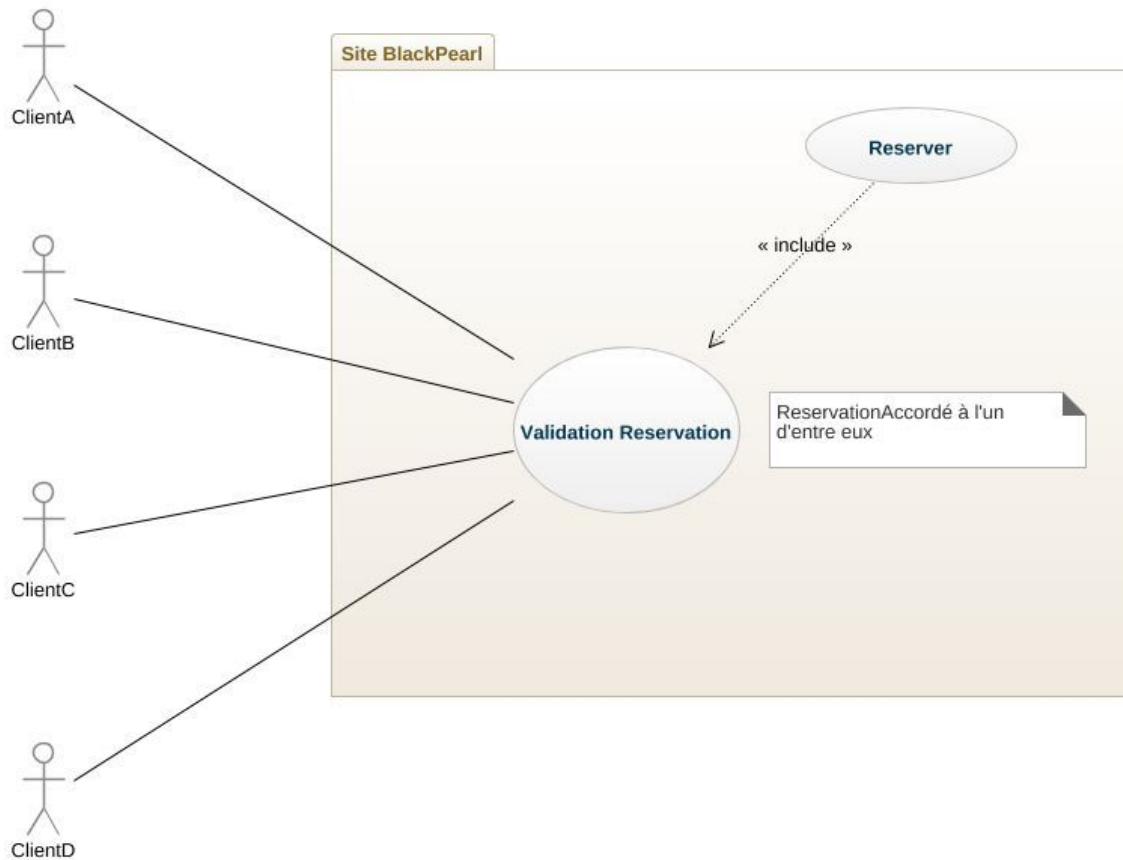 ClientA
Site BlackPearl
Reserver
« include »
ClientB
Validation Reservation
ReservationAccordé à l'un
d'entre eux
ClientC
ClientD